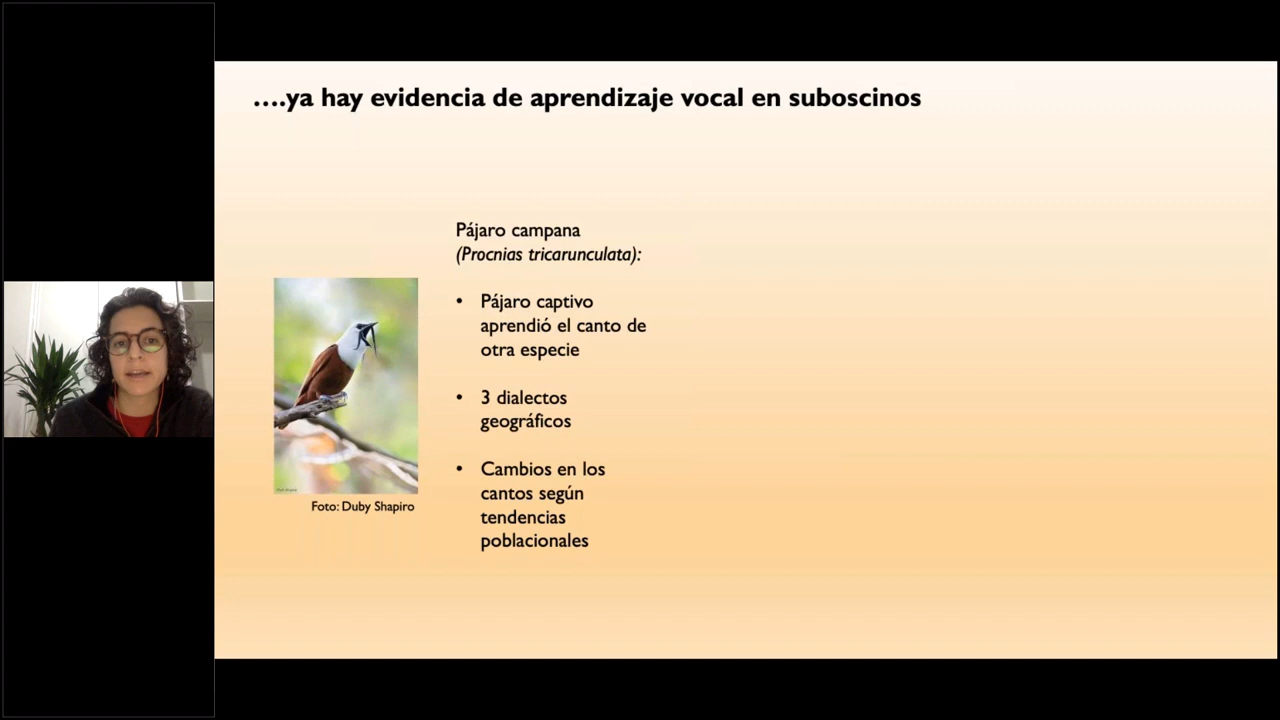 ….ya hay evidencia de aprendizaje vocal en suboscinos
Pájaro campana
(Procnias tricarunculata):
• Pájaro captivo
aprendió el canto de
otra especie
• 3 dialectos
geográficos
• Cambios en los
cantos según
tendencias
poblacionales
Foto: Duby Shapiro